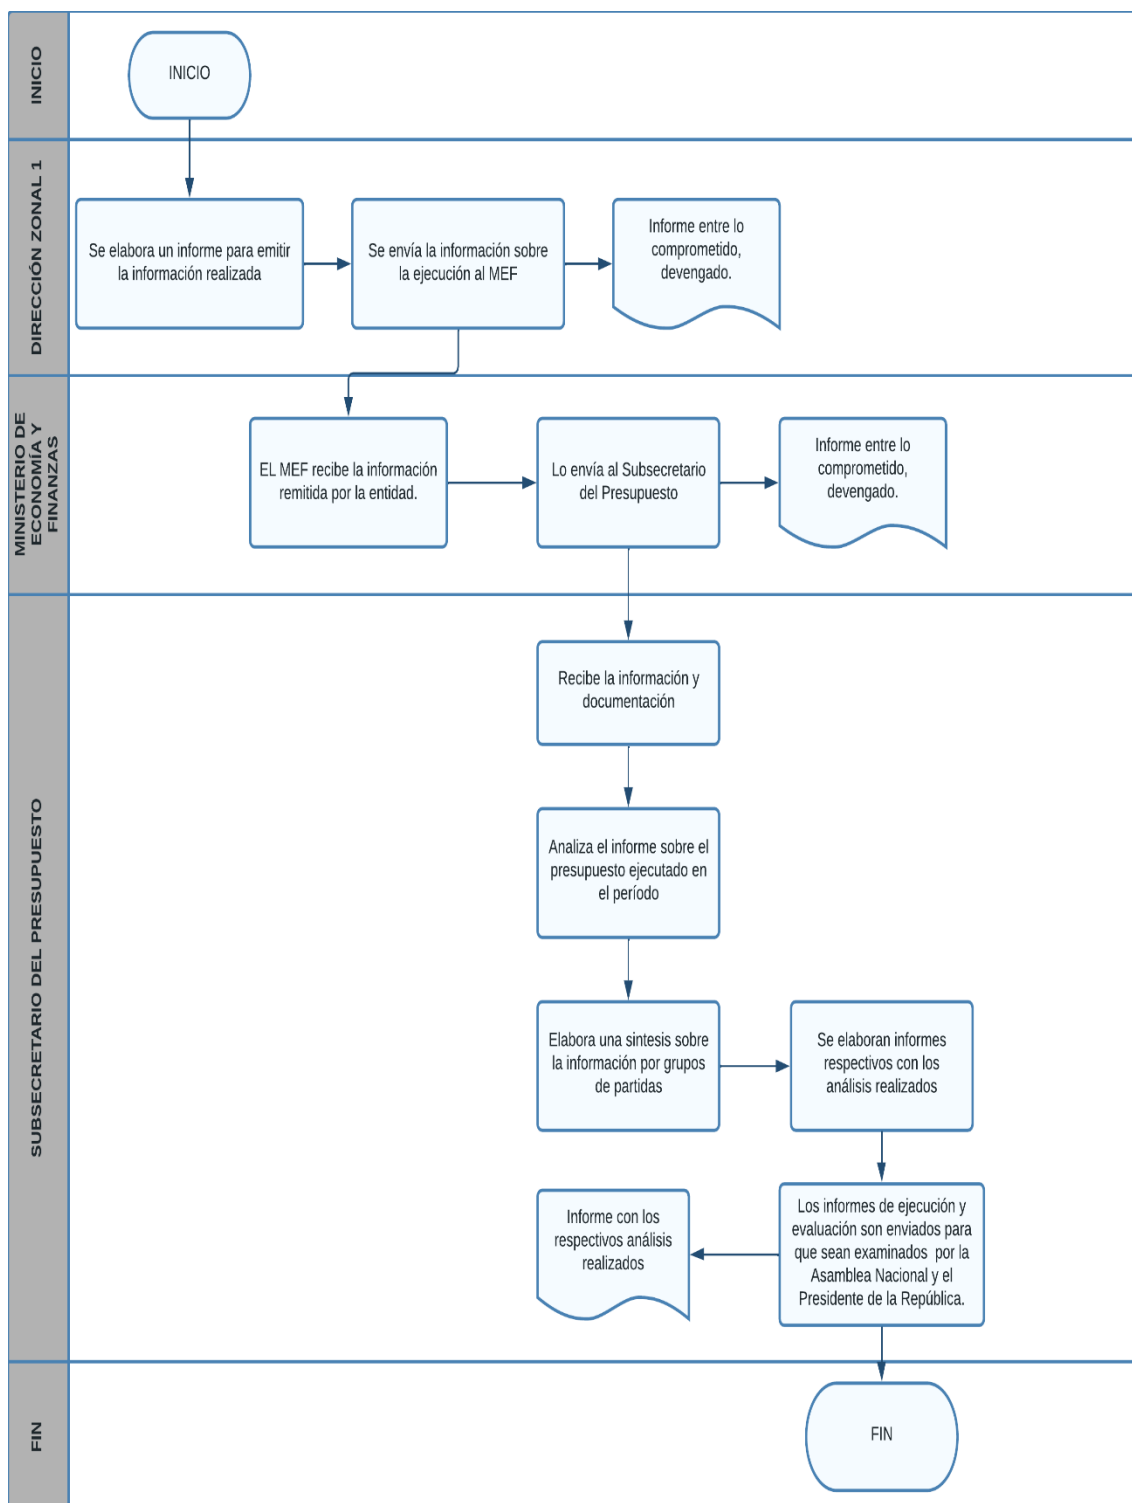 INICIO
INICIO
DIRECCIÓN ZONAL 1
Se elabora un informe para emitir
la información realizada
Se envía la información sobre
la ejecución al MEF
Informe entre lo
comprometido,
devengado.
MINISTERIO DE
ECONOMÍA Y
FINANZAS
EL MEF recibe la información
remitida por la entidad.
Lo envía al Subsecretario
del Presupuesto
Informe entre lo
comprometido,
devengado.
SUBSECRETARIO DEL PRESUPUESTO
Recibe la información y
documentación
Analiza el informe sobre el
presupuesto ejecutado en
el período
Elabora una sintesis sobre
la información por grupos
de partidas
Se elaboran informes
respectivos con los
análisis realizados
Informe con los
respectivos análisis
realizados
Los informes de ejecución y
evaluación son enviados para
que sean examinados por la
Asamblea Nacional y el
Presidente de la República.
FIN
FIN